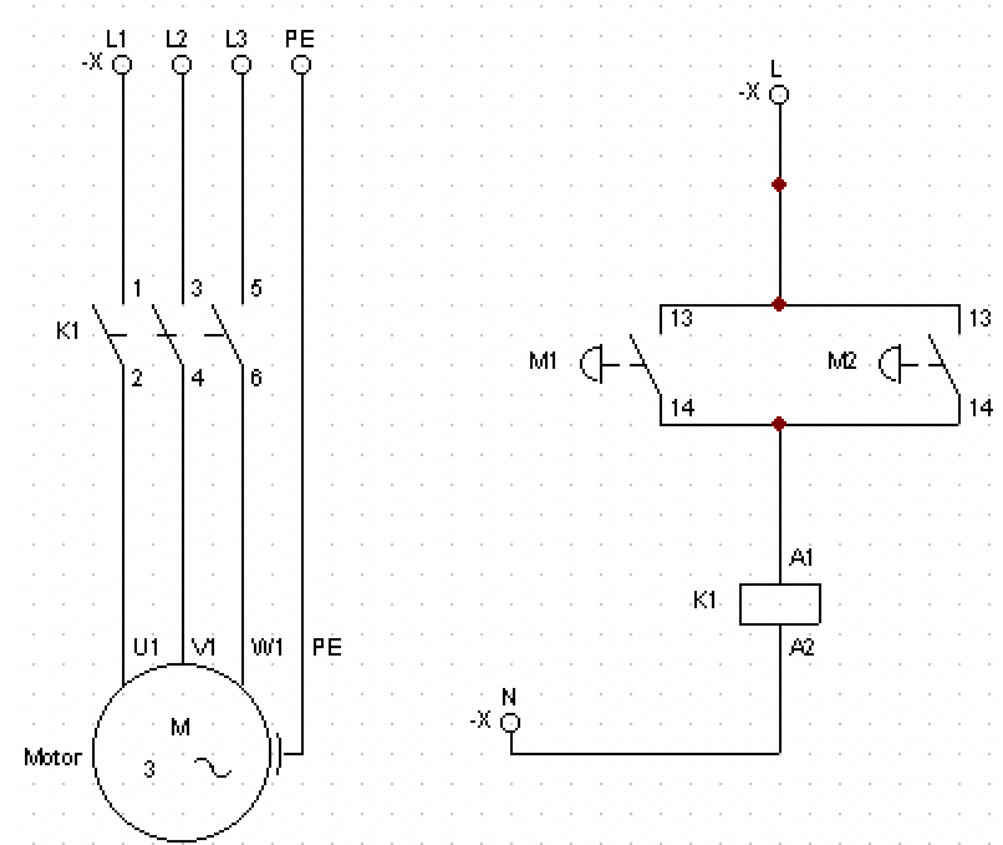 L1 L2 L3 PE
-X
L
-X
1 3 5
K1
2 4 6
13 13
M1 M2
14 14
A1
K1
A2
U1 V1 W1 PE
N
-X
M
Motor
3